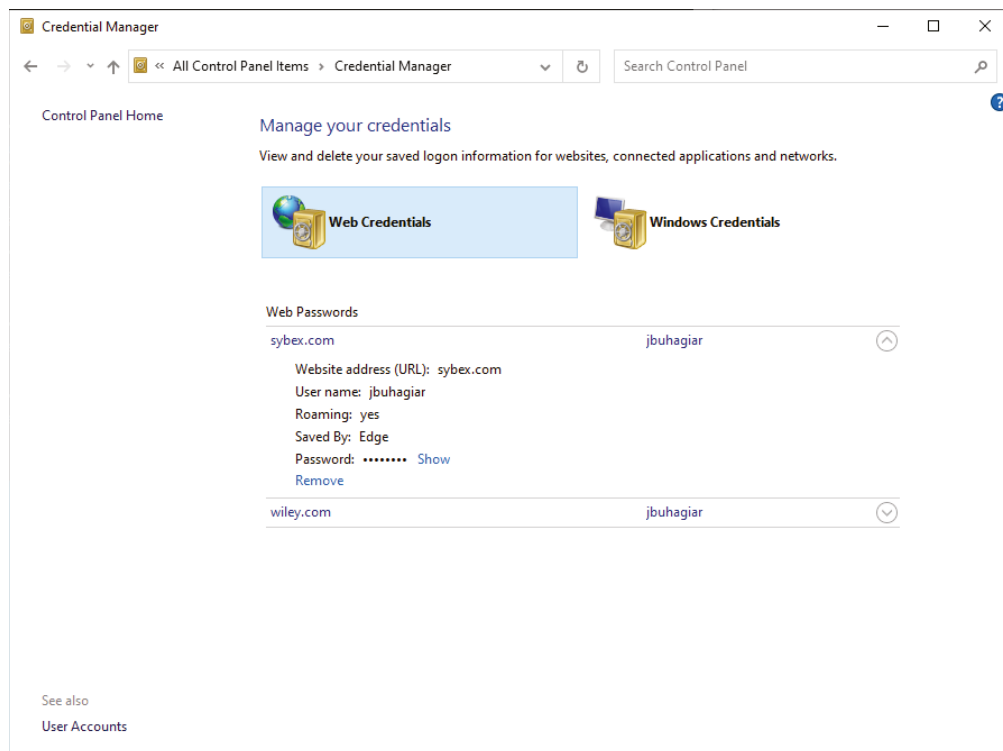 Credential Manager
« All Control Panel Items › Credential Manager
Search Control Panel
?
Control Panel Home
Manage your credentials
View and delete your saved logon information for websites, connected applications and networks.
Web Credentials Windows Credentials
Web Passwords
sybex.com jbuhagiar
Website address (URL): sybex.com
User name: jbuhagiar
Roaming: yes
Saved By: Edge
Password: •••••••• Show
Remove
wiley.com jbuhagiar
See also
User Accounts